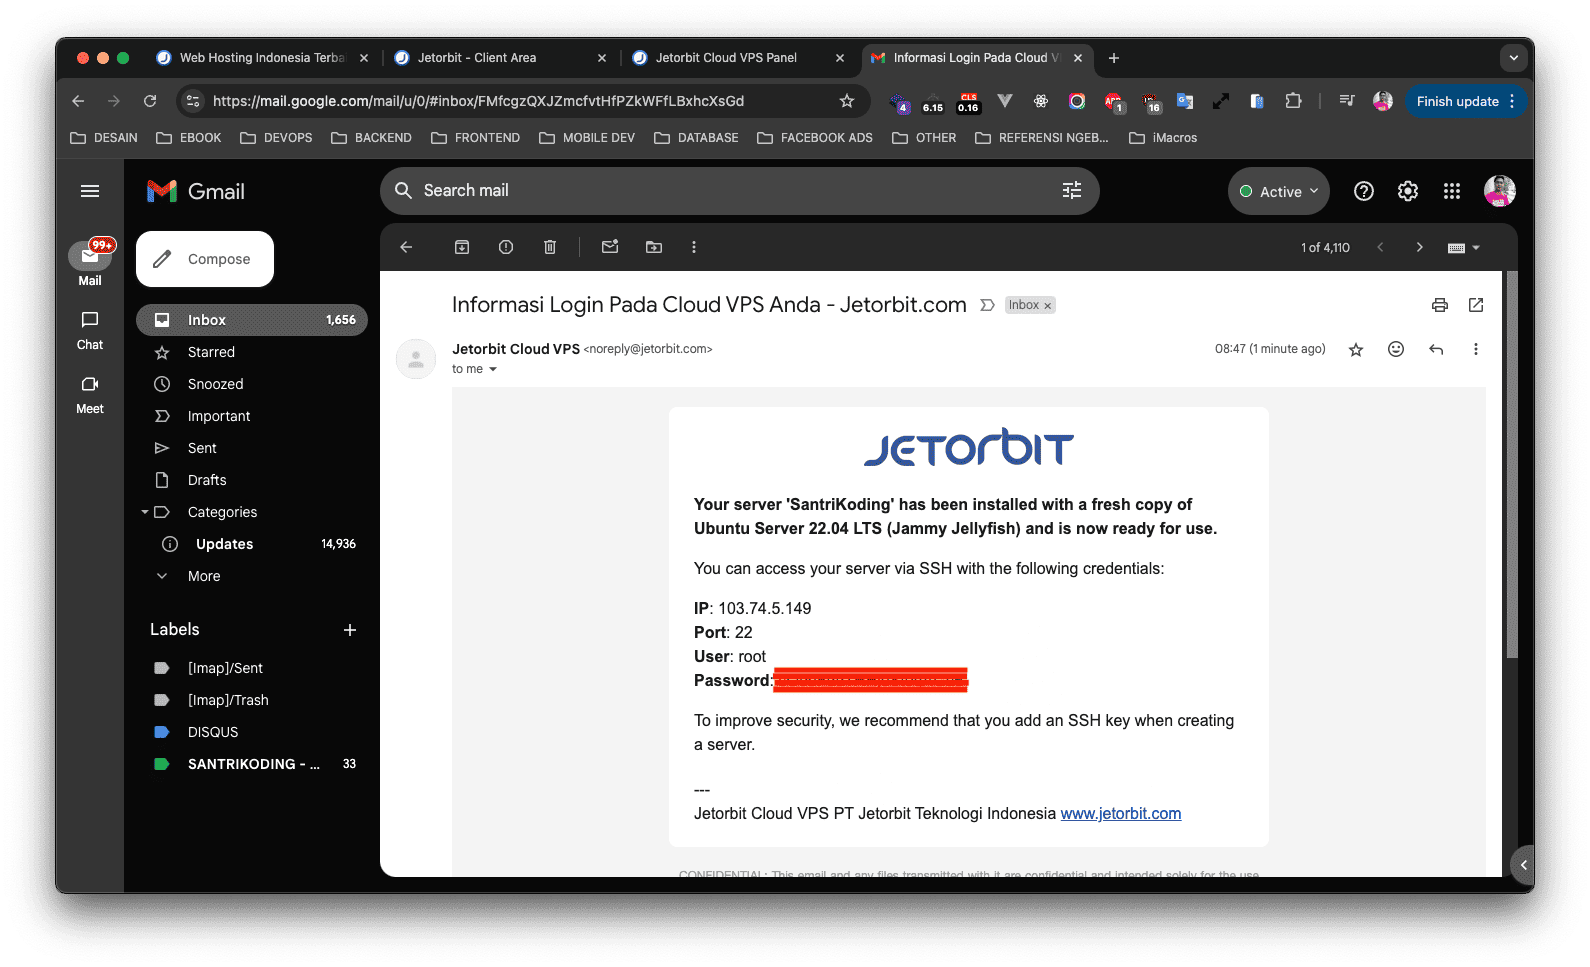 Web Hosting Indonesia Terba
Jetorbit - Client Area
Jetorbit Cloud VPS Panel
Informasi Login Pada Cloud V
https://mail.google.com/mail/u/0/#inbox/FMfcgzQXJZmcfvtHfPZkWFfLBxhcXsGd
4
6.15
CLS
0.16
1
16
Finish update
DESAIN
EBOOK
DEVOPS
BACKEND
FRONTEND
MOBILE DEV
DATABASE
FACEBOOK ADS
OTHER
REFERENSI NGEB...
iMacros
Gmail
Search mail
Active
99+
Mail
Chat
Meet
Compose
Inbox 1,656
Starred
Snoozed
Important
Sent
Drafts
Categories
Updates 14,936
More
Labels
[Imap]/Sent
[Imap]/Trash
DISQUS
SANTRIKODING - ... 33
1 of 4,110
Informasi Login Pada Cloud VPS Anda - Jetorbit.com
Inbox ×
Jetorbit Cloud VPS <noreply@jetorbit.com>
08:47 (1 minute ago)
to me
JETORBIT
Your server 'SantriKoding' has been installed with a fresh copy of
Ubuntu Server 22.04 LTS (Jammy Jellyfish) and is now ready for use.
You can access your server via SSH with the following credentials:
IP: 103.74.5.149
Port: 22
User: root
Password:
To improve security, we recommend that you add an SSH key when creating
a server.
---
Jetorbit Cloud VPS PT Jetorbit Teknologi Indonesia www.jetorbit.com
CONFIDENTIAL: This email and any files transmitted with it are confidential and intended solely for the use